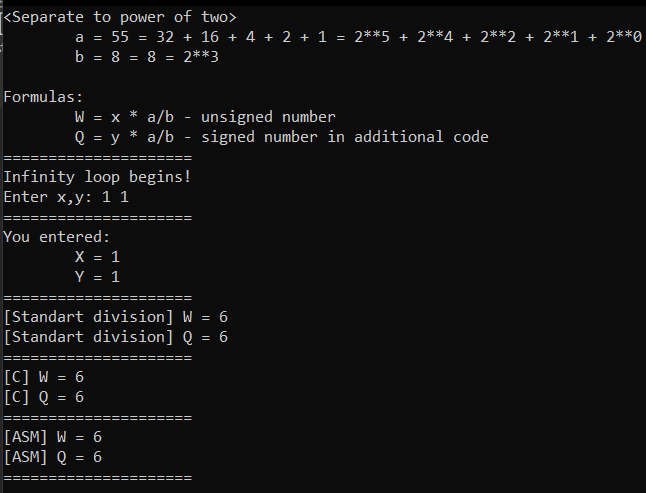 <Separate to power of two>
a = 55 = 32 + 16 + 4 + 2 + 1 = 2**5 + 2**4 + 2**2 + 2**1 + 2**0
b = 8 = 8 = 2**3
Formulas:
W = x * a/b - unsigned number
Q = y * a/b - signed number in additional code
=====================
Infinity loop begins!
Enter x,y: 1 1
=====================
You entered:
X = 1
Y = 1
=====================
[Standart division] W = 6
[Standart division] Q = 6
=====================
[C] W = 6
[C] Q = 6
=====================
[ASM] W = 6
[ASM] Q = 6
=====================